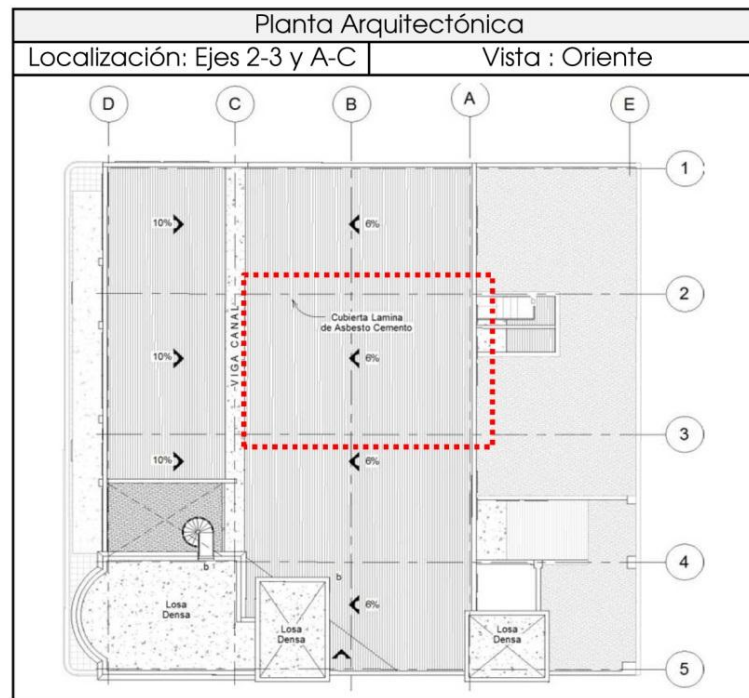 Planta Arquitectónica
Localización: Ejes 2-3 y A-C
Vista : Oriente
D
C
B
A
E
1
10%
6%
2
Cubierta Lamina
de Asbesto Cemento
VIGA CANAL
10%
6%
3
10%
6%
4
b
b
Losa
Densa
6%
Losa
Densa
Losa
Densa
5